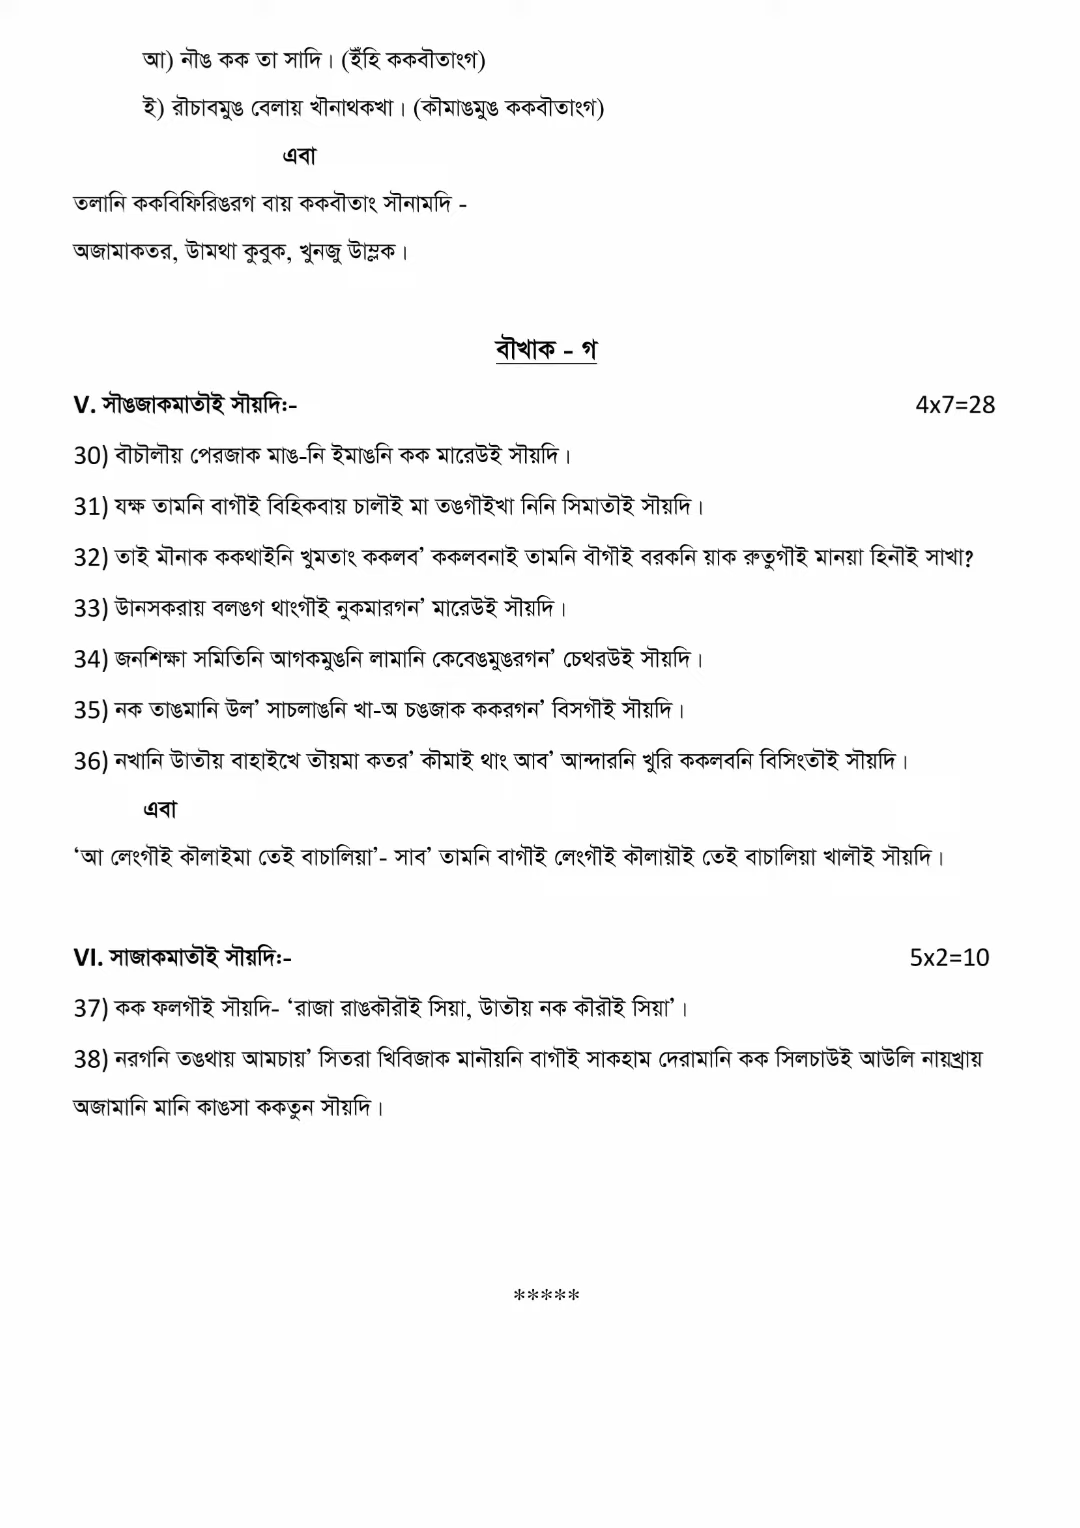 আ) নৗঙ কক তা সাদি। (ইঁহি ককবৗতাংগ)
ই) রৗচাবমুঙ বেলায় খৗনাথকখা। (কৗমাঙমুঙ ককবৗতাংগ)
এবা
তলানি ককবিফিরিঙরগ বায় ককবৗতাং সৗনামদি -
অজামাকতর, উামথা কুবুক, খুনজু উাম্লক।
বৗখাক - গ
V. সৗঙজাকমাতৗই সৗয়দি:- 4x7=28
30) বৗচৗলৗয় পেরজাক মাঙ-নি ইমাঙনি কক মারেউই সৗয়দি।
31) যক্ষ তামনি বাগৗই বিহিকবায় চালৗই মা তঙগৗইখা নিনি সিমাতৗই সৗয়দি।
32) তাই মৗনাক ককথাইনি খুমতাং ককলব’ ককলবনাই তামনি বৗগৗই বরকনি য়াক রুতুগৗই মানয়া হিনৗই সাখা?
33) উানসকরায় বলঙগ থাংগৗই নুকমারগন’ মারেউই সৗয়দি।
34) জনশিক্ষা সমিতিনি আগকমুঙনি লামানি কেবেঙমুঙরগন’ চেথরউই সৗয়দি।
35) নক তাঙমানি উল’ সাচলাঙনি খা-অ চঙজাক ককরগন’ বিসগৗই সৗয়দি।
36) নখানি উাতৗয় বাহাইখে তৗয়মা কতর’ কৗমাই থাং আব’ আন্দারনি খুরি ককলবনি বিসিংতৗই সৗয়দি।
এবা
‘আ লেংগৗই কৗলাইমা তেই বাচালিয়া’- সাব’ তামনি বাগৗই লেংগৗই কৗলায়ৗই তেই বাচালিয়া খালৗই সৗয়দি।
VI. সাজাকমাতৗই সৗয়দি:- 5x2=10
37) কক ফলগৗই সৗয়দি- ‘রাজা রাঙকৗরৗই সিয়া, উাতৗয় নক কৗরৗই সিয়া’।
38) নরগনি তঙথায় আমচায়’ সিতরা খিবিজাক মানৗয়নি বাগৗই সাকহাম দেরামানি কক সিলচাউই আউলি নায়খ্রায়
অজামানি মানি কাঙসা ককতুন সৗয়দি।
*****